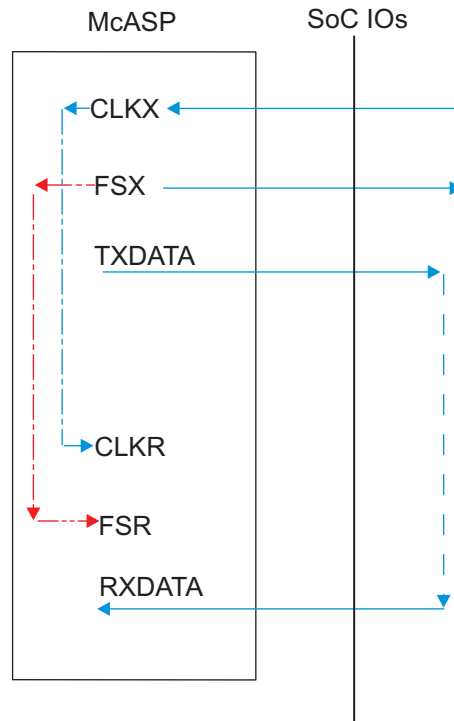 McASP
SoC IOs
CLKX
FSX
TXDATA
CLKR
FSR
RXDATA